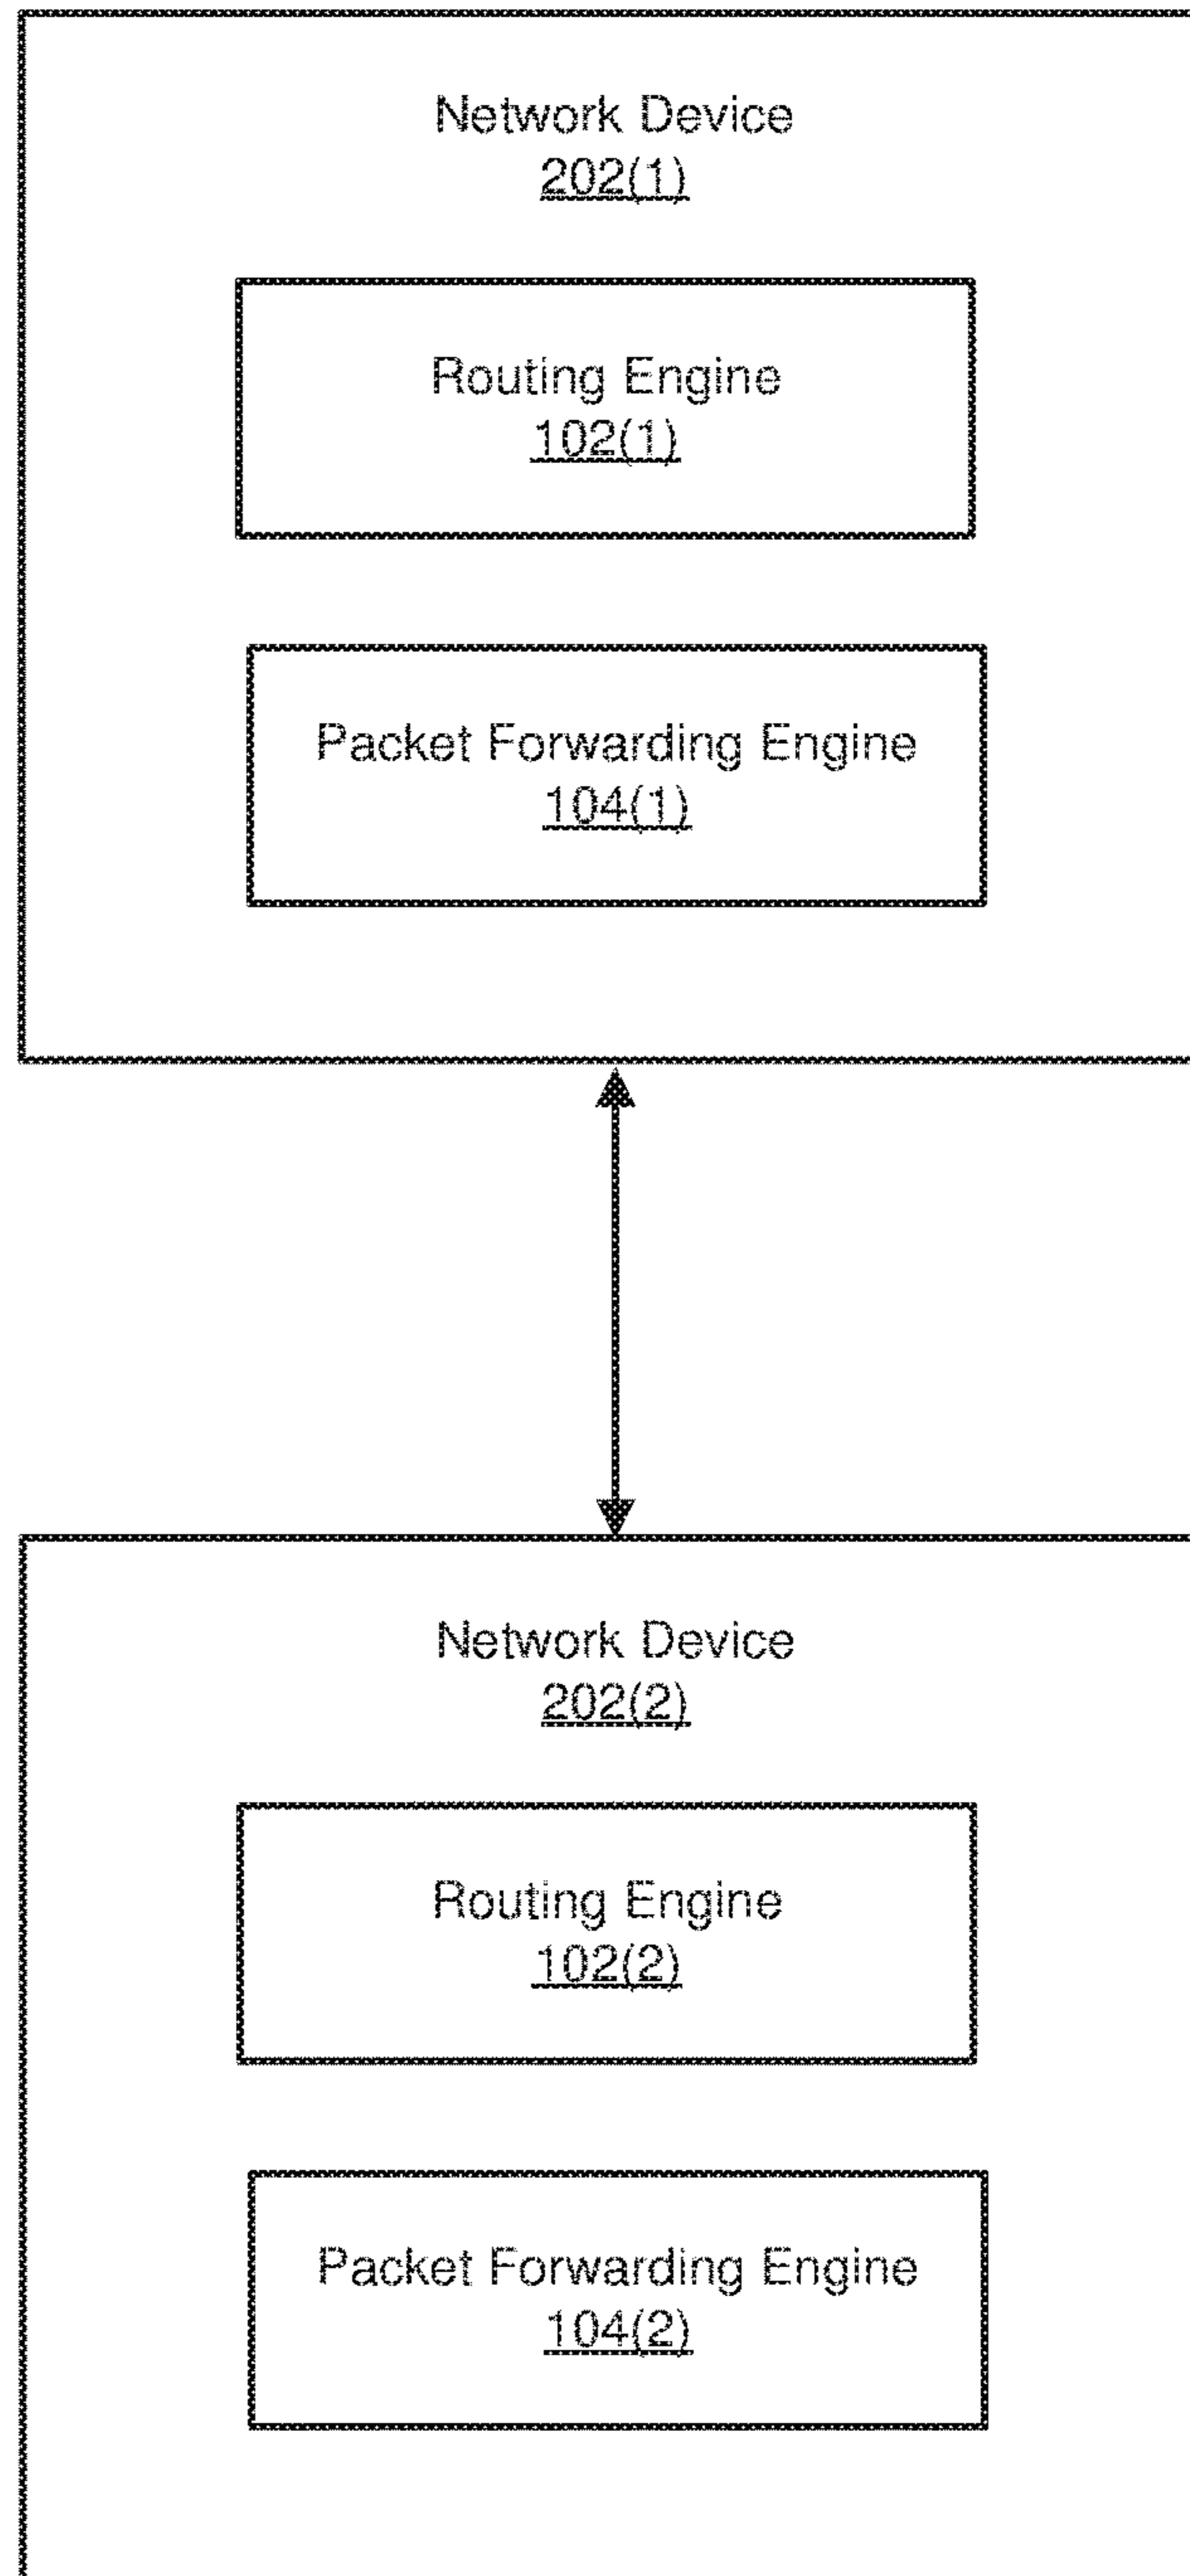 Network Device
202(1)
Routing Engine
102(1)
Packet Forwarding Engine
104(1)
Network Device
202(2)
Routing Engine
102(2)
Packet Forwarding Engine
104(2)